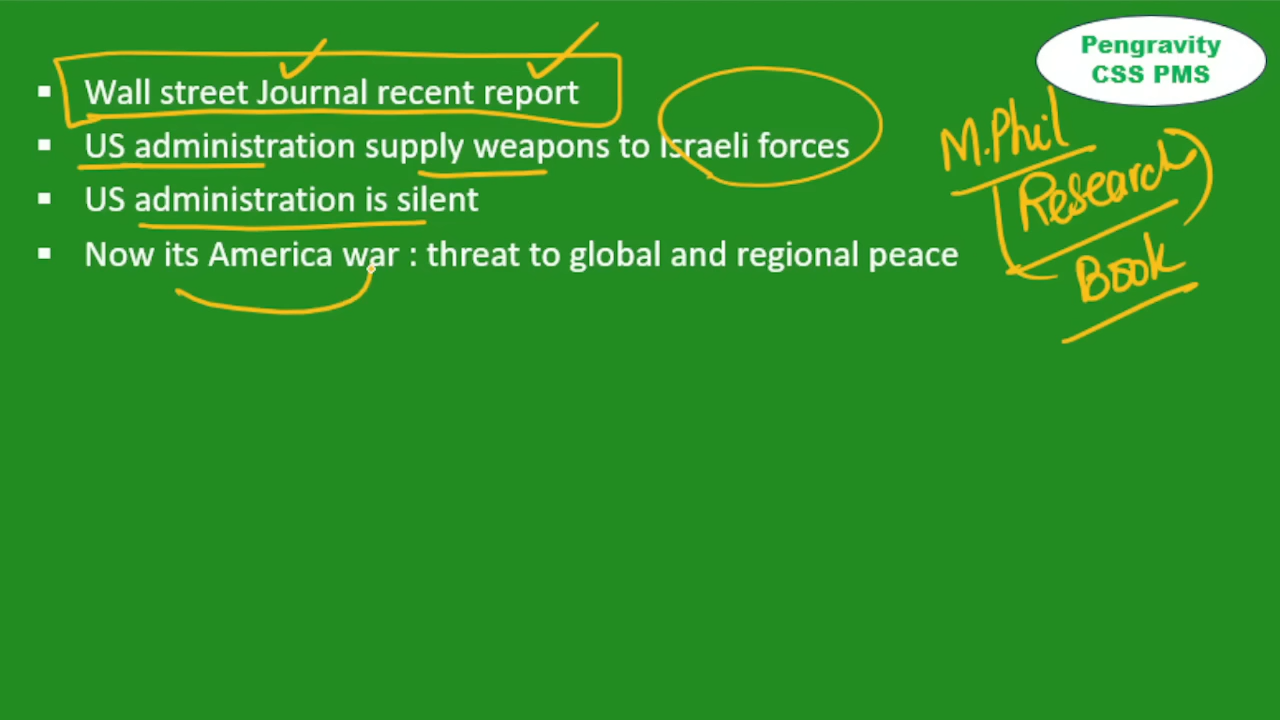 Pengravity
CSS PMS
▪ Wall street Journal recent report
▪ US administration supply weapons to Israeli forces
▪ US administration is silent
▪ Now its America war : threat to global and regional peace
M.Phil
Research
Book